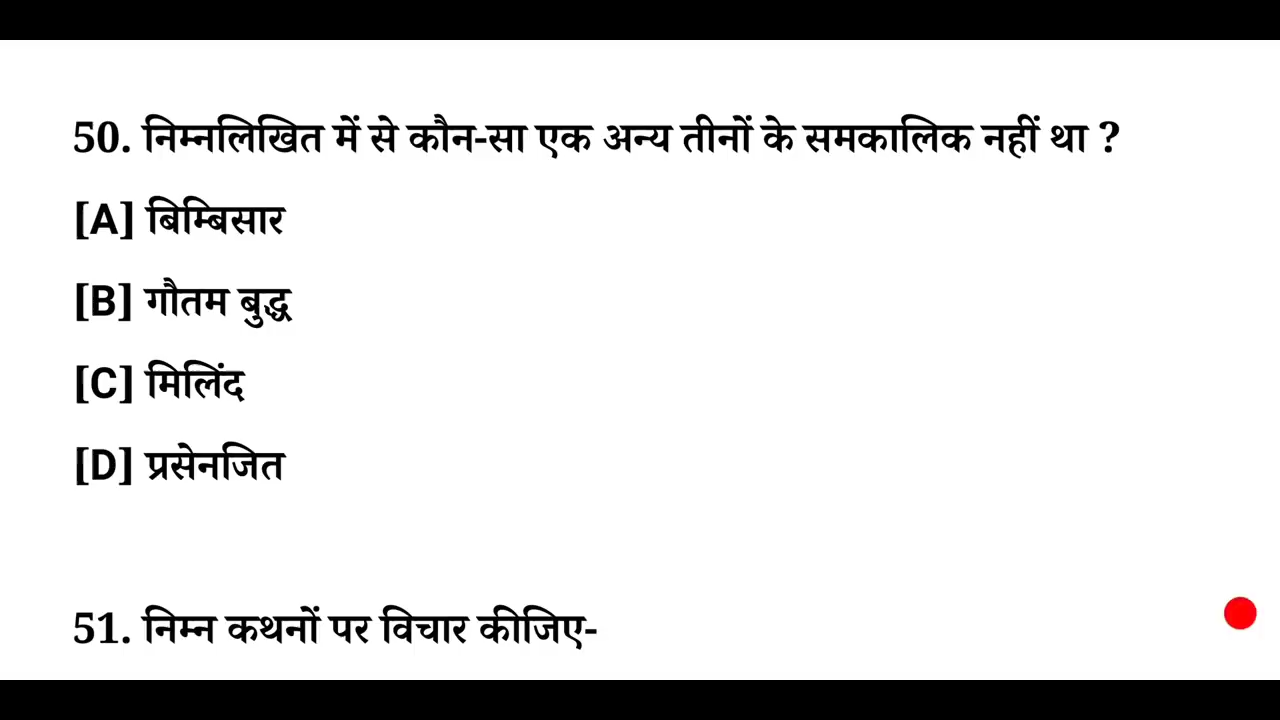 50. निम्नलिखित में से कौन-सा एक अन्य तीनों के समकालिक नहीं था ?
[A] बिम्बिसार
[B] गौतम बुद्ध
[C] मिलिंद
[D] प्रसेनजित
51. निम्न कथनों पर विचार कीजिए-